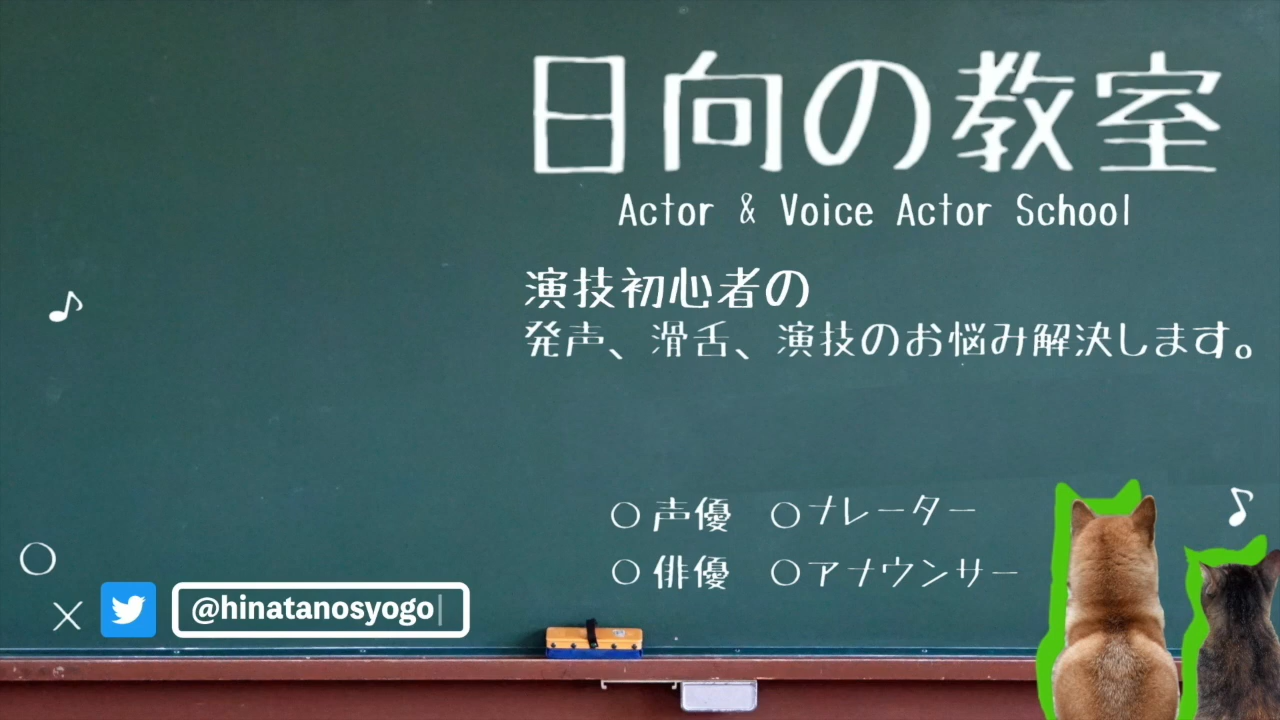 日向の教室
Actor & Voice Actor School
演技初心者の
発声、滑舌、演技のお悩み解決します。
○声優 ○ナレーター
○俳優 ○アナウンサー
@hinatanosyogo